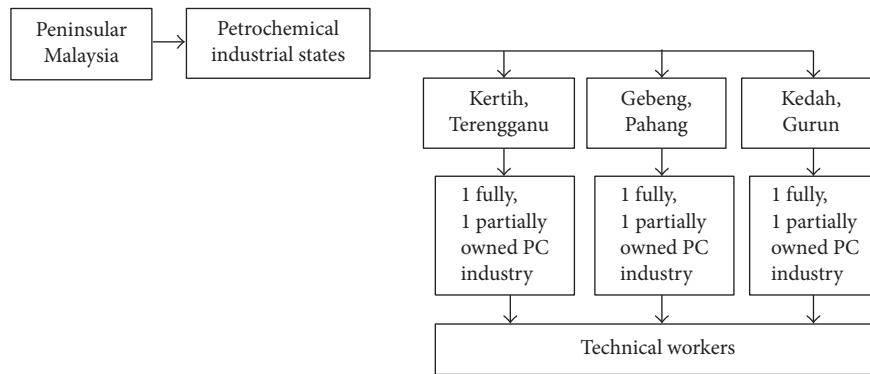 Peninsular
Malaysia
Petrochemical
industrial states
Kertih,
Terengganu
Gebeng,
Pahang
Kedah,
Gurun
1 fully,
1 partially
owned PC
industry
1 fully,
1 partially
owned PC
industry
1 fully,
1 partially
owned PC
industry
Technical workers